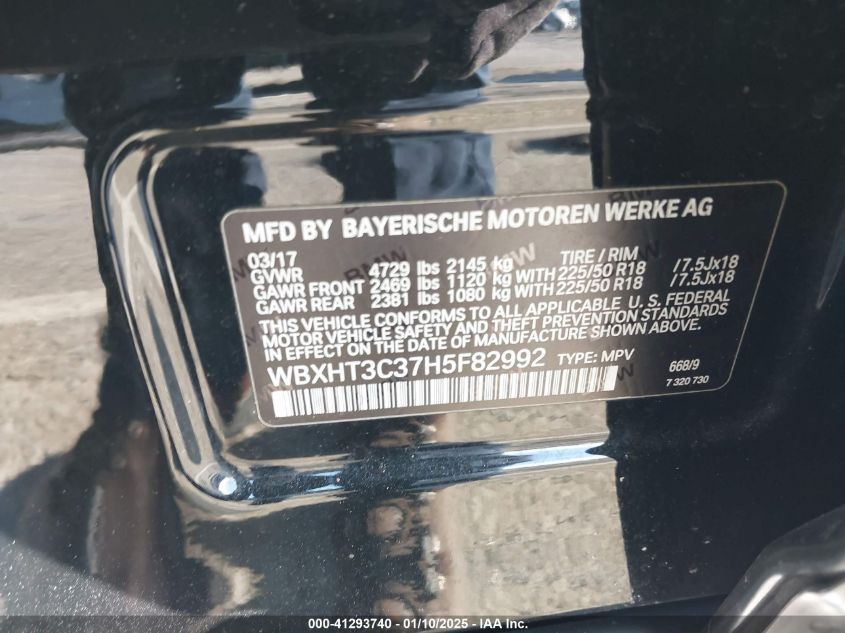 MFD BY BAYERISCHE MOTOREN WERKE AG
03/17 TIRE / RIM
GVWR 4729 lbs 2145 kg
GAWR FRONT 2469 lbs 1120 kg WITH 225/50 R18 /7.5Jx18
GAWR REAR 2381 lbs 1080 kg WITH 225/50 R18 /7.5Jx18
THIS VEHICLE CONFORMS TO ALL APPLICABLE U. S. FEDERAL
MOTOR VEHICLE SAFETY AND THEFT PREVENTION STANDARDS
IN EFFECT ON THE DATE OF MANUFACTURE SHOWN ABOVE.
WBXHT3C37H5F82992 TYPE: MPV 668/9
7 320 730
000-41293740 - 01/10/2025 - IAA Inc.